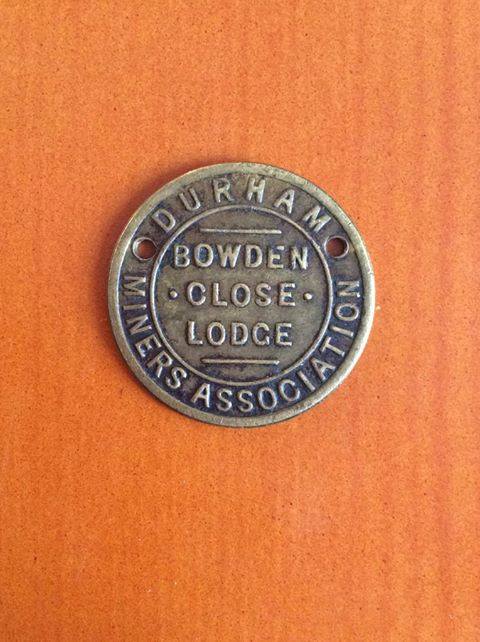 DURHAM
BOWDEN
· CLOSE ·
LODGE
MINERS ASSOCIATION